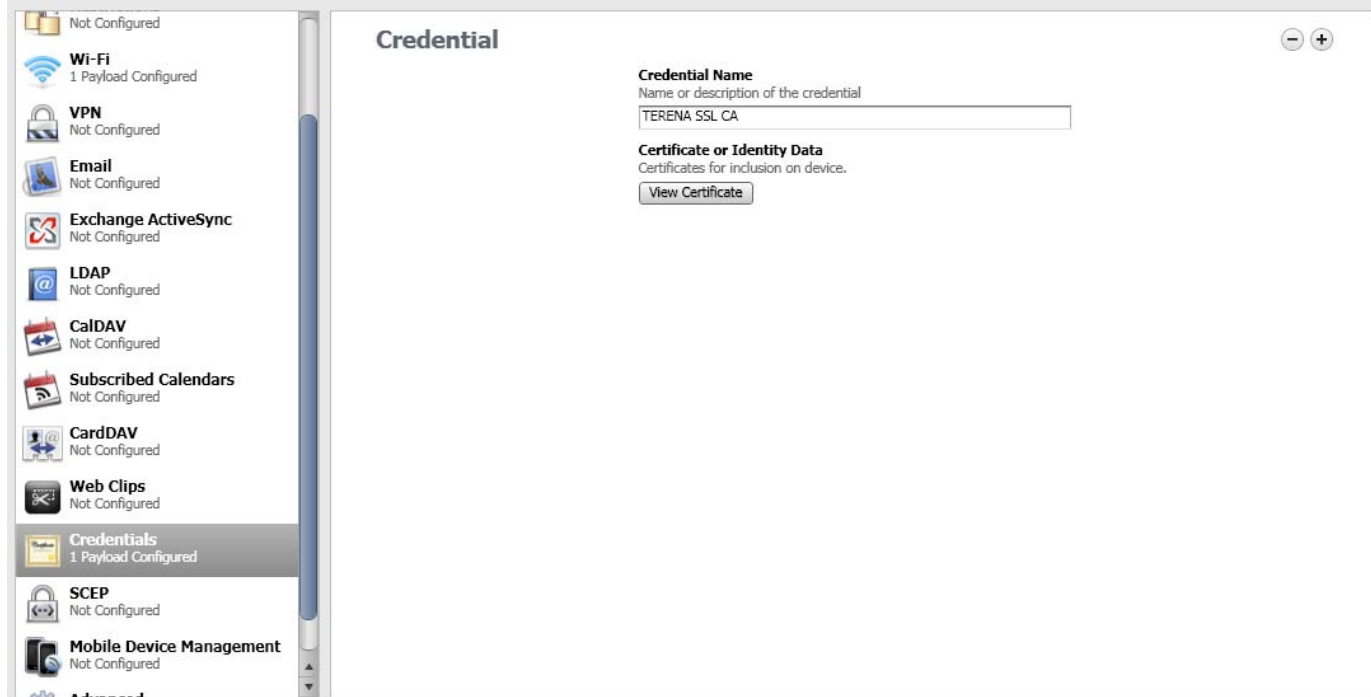 Not Configured
Wi-Fi
1 Payload Configured
VPN
Not Configured
Email
Not Configured
Exchange ActiveSync
Not Configured
LDAP
Not Configured
CalDAV
Not Configured
Subscribed Calendars
Not Configured
CardDAV
Not Configured
Web Clips
Not Configured
Credentials
1 Payload Configured
SCEP
Not Configured
Mobile Device Management
Not Configured
Advanced
Credential
Credential Name
Name or description of the credential
TERENA SSL CA
Certificate or Identity Data
Certificates for inclusion on device.
View Certificate